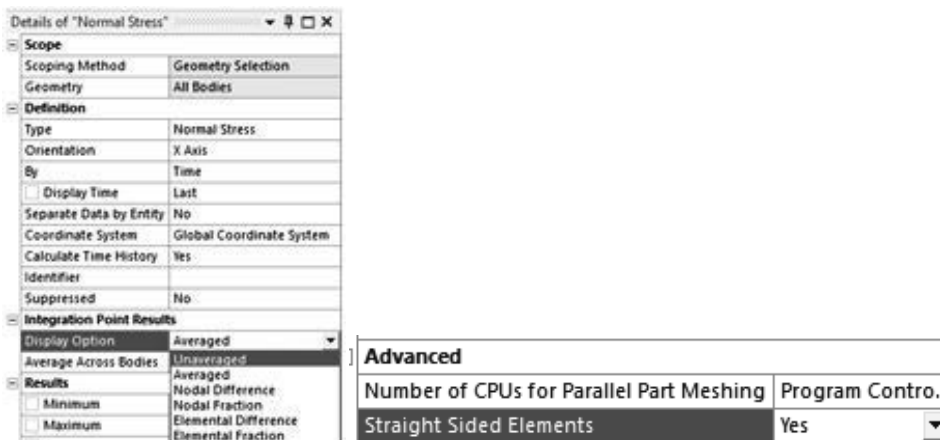 Details of "Normal Stress"
Scope
Scoping Method Geometry Selection
Geometry All Bodies
Definition
Type Normal Stress
Orientation X Axis
By Time
Display Time Last
Separate Data by Entity No
Coordinate System Global Coordinate System
Calculate Time History Yes
Identifier
Suppressed No
Integration Point Results
Display Option Averaged
Average Across Bodies Unaveraged
Averaged
Results Nodal Difference
Minimum Nodal Fraction
Maximum Elemental Difference
Elemental Fraction
Advanced
Number of CPUs for Parallel Part Meshing Program Contro.
Straight Sided Elements Yes